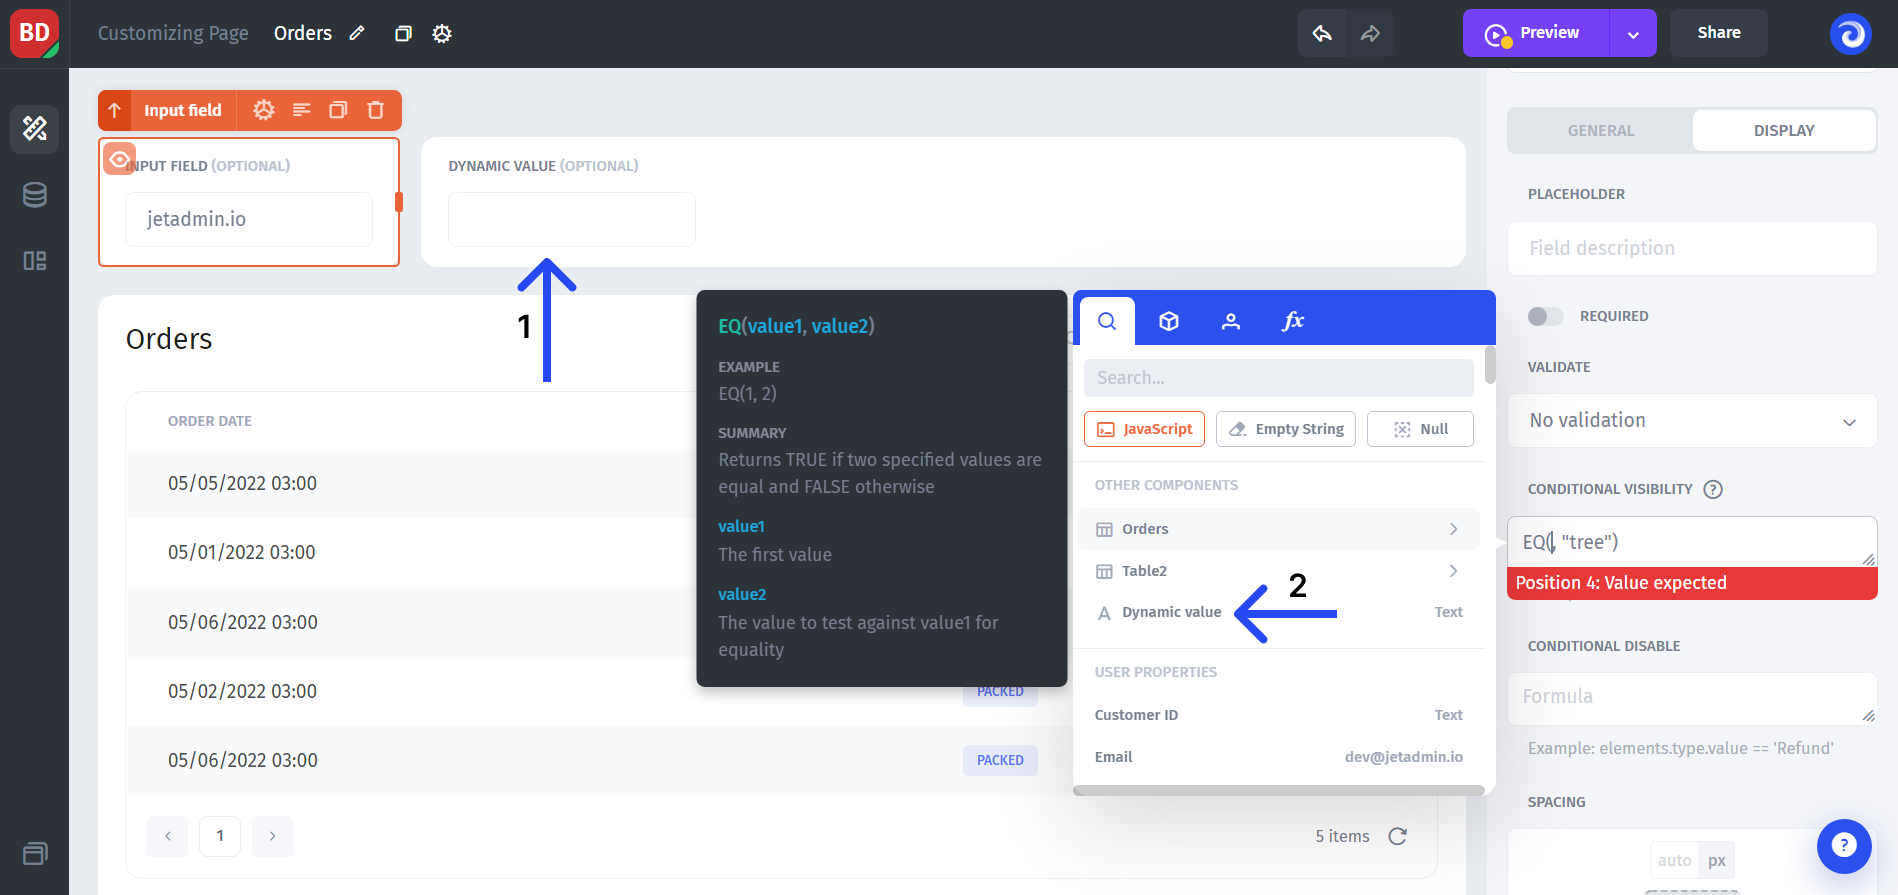 BD
Customizing Page
Orders
Preview
Share
Input field
INPUT FIELD (OPTIONAL)
jetadmin.io
DYNAMIC VALUE (OPTIONAL)
1
Orders
ORDER DATE
05/05/2022 03:00
05/01/2022 03:00
05/06/2022 03:00
05/02/2022 03:00
PACKED
05/06/2022 03:00
PACKED
1
5 items
EQ(value1, value2)
EXAMPLE
EQ(1, 2)
SUMMARY
Returns TRUE if two specified values are
equal and FALSE otherwise
value1
The first value
value2
The value to test against value1 for
equality
fx
Search...
JavaScript
Empty String
Null
OTHER COMPONENTS
Orders
Table2
2
A Dynamic value
Text
USER PROPERTIES
Customer ID
Text
Email
dev@jetadmin.io
GENERAL
DISPLAY
PLACEHOLDER
Field description
REQUIRED
VALIDATE
No validation
CONDITIONAL VISIBILITY ?
EQ(, "tree")
Position 4: Value expected
CONDITIONAL DISABLE
Formula
Example: elements.type.value == 'Refund'
SPACING
auto
px
?